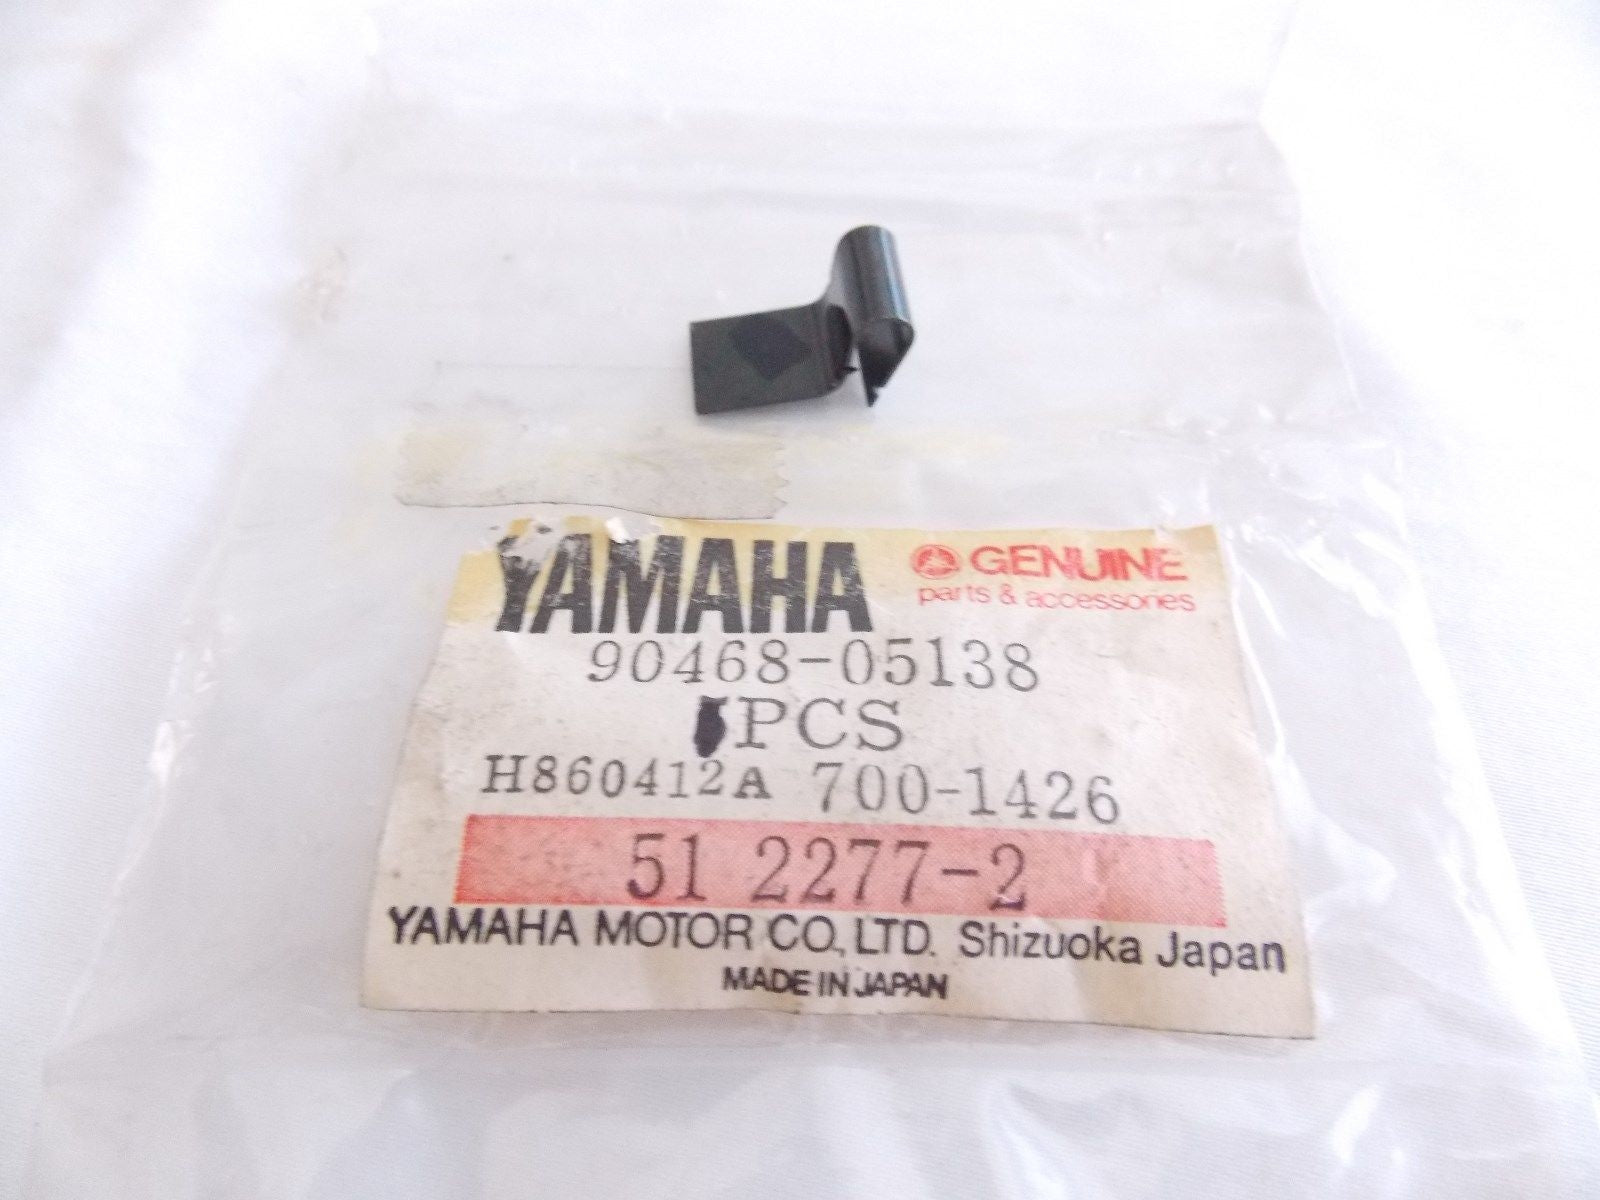 YAMAHA
GENUINE
parts & accessories
90468-05138
PCS
H860412A 700-1426
51 2277-2
YAMAHA MOTOR CO., LTD. Shizuoka Japan
MADE IN JAPAN